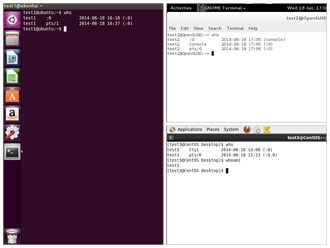 test1@ubuntu: ~
test1@ubuntu:~$ who
test1    :0           2014-06-18 16:18 (:0)
test1    pts/1        2014-06-18 16:37 (:0)
test1@ubuntu:~$
Activities GNOME Terminal
Wed 18 Jun, 17:0
test2@OpenSUSE:
File Edit View Search Terminal Help
test2@OpenSUSE:~> who
test2    :0           2014-06-18 17:05 (console)
test2    console      2014-06-18 17:05 (:0)
test2    pts/0        2014-06-18 17:06 (:0)
test2@OpenSUSE:~>
Applications Places System
test3@CentOS:~/
[test3@CentOS Desktop]$ who
test3    tty1         2014-06-18 13:08 (:0)
test3    pts/0        2014-06-18 13:23 (:0.0)
[test3@CentOS Desktop]$ whoami
test3
[test3@CentOS Desktop]$